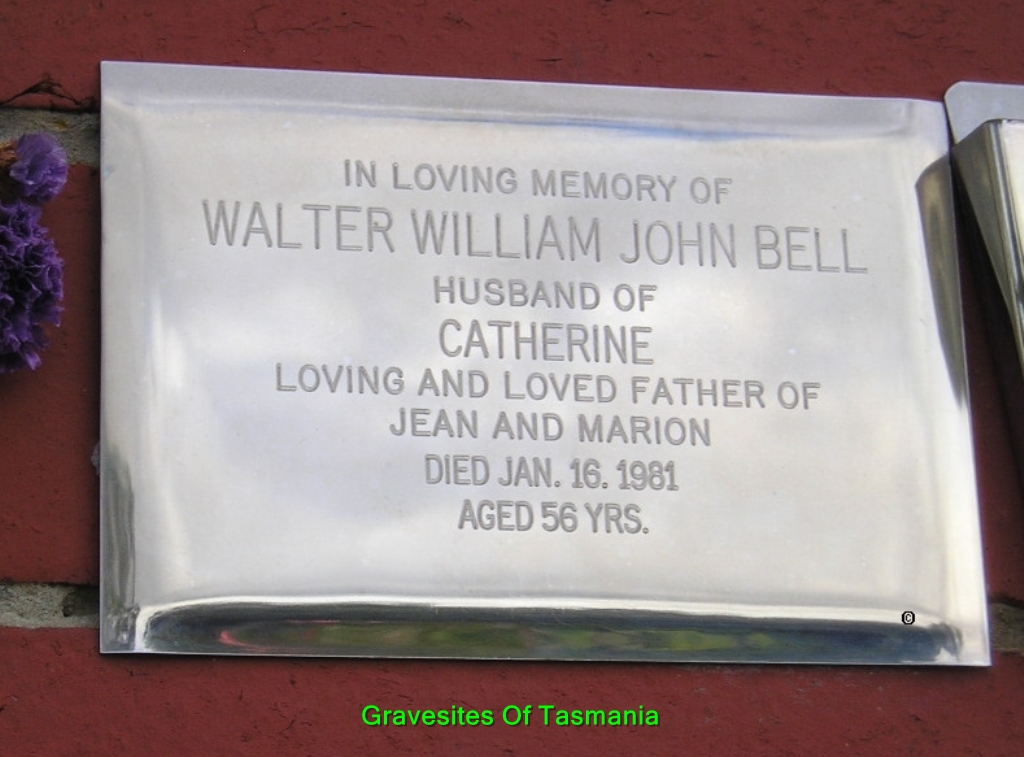 IN LOVING MEMORY OF
WALTER WILLIAM JOHN BELL
HUSBAND OF
CATHERINE
LOVING AND LOVED FATHER OF
JEAN AND MARION
DIED JAN. 16. 1981
AGED 56 YRS.
©
Gravesites Of Tasmania